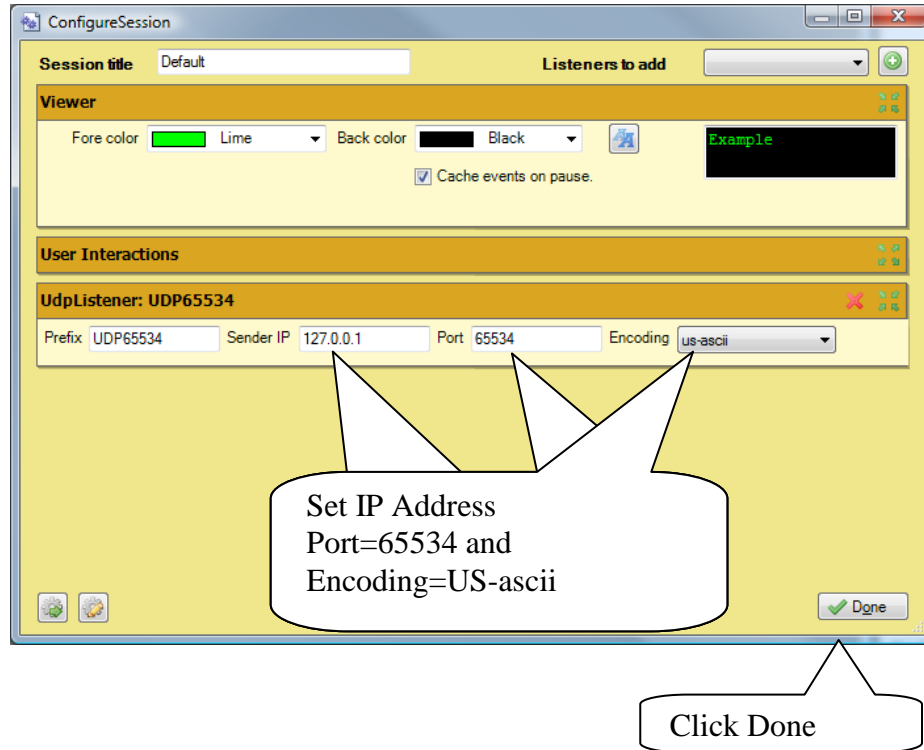 ConfigureSession
Session title Default Listeners to add
Viewer
Fore color Lime Back color Black Example
Cache events on pause.
User Interactions
UdpListener: UDP65534
Prefix UDP65534 Sender IP 127.0.0.1 Port 65534 Encoding us-ascii
Set IP Address
Port=65534 and
Encoding=US-ascii
Done
Click Done